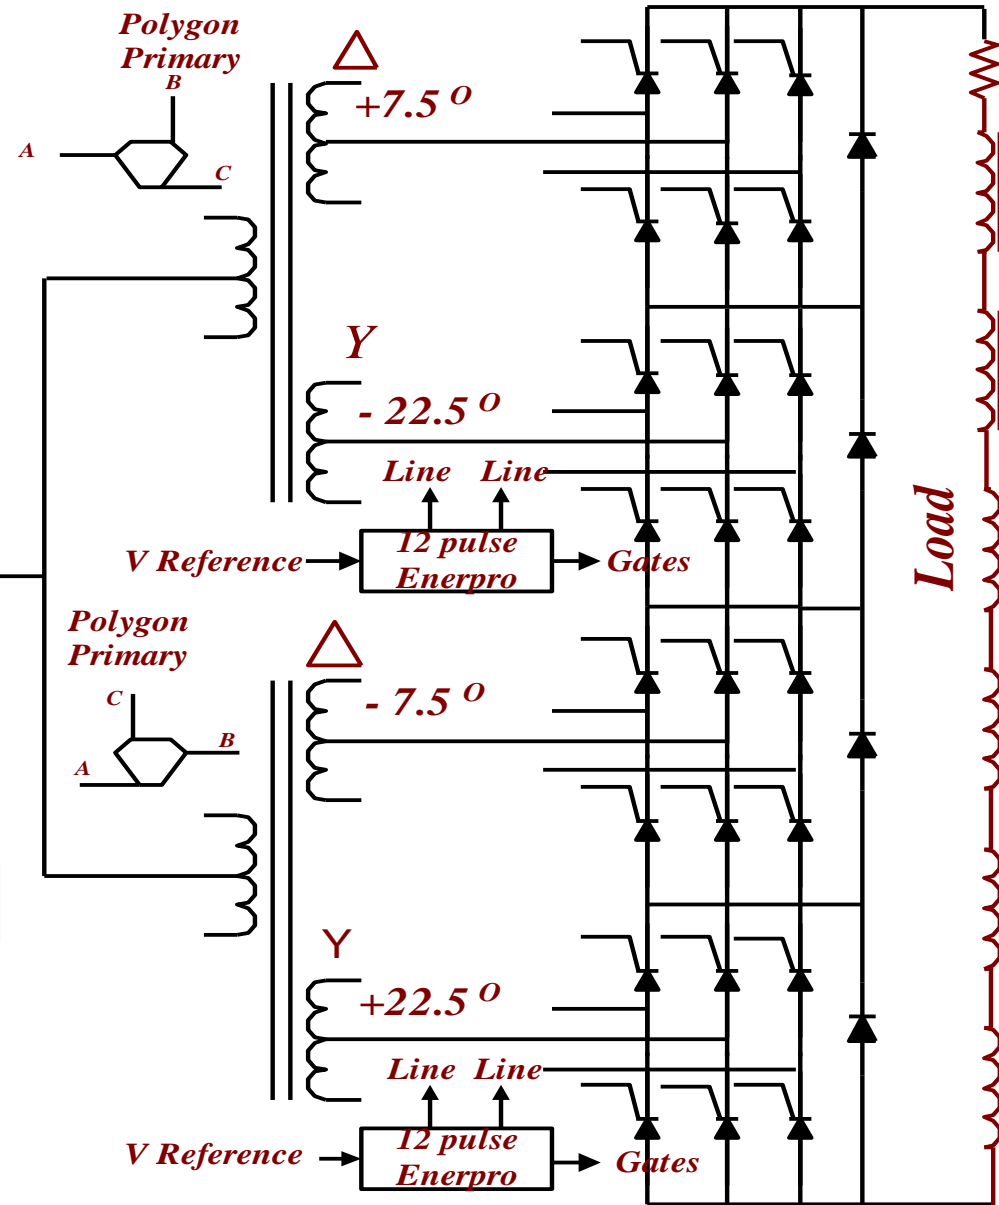 Polygon
Primary
B
A
C
+7.5 O
Y
- 22.5 O
Line Line
V Reference
12 pulse
Enerpro
Gates
Load
Polygon
Primary
C
B
A
- 7.5 O
Y
+22.5 O
Line Line
V Reference
12 pulse
Enerpro
Gates